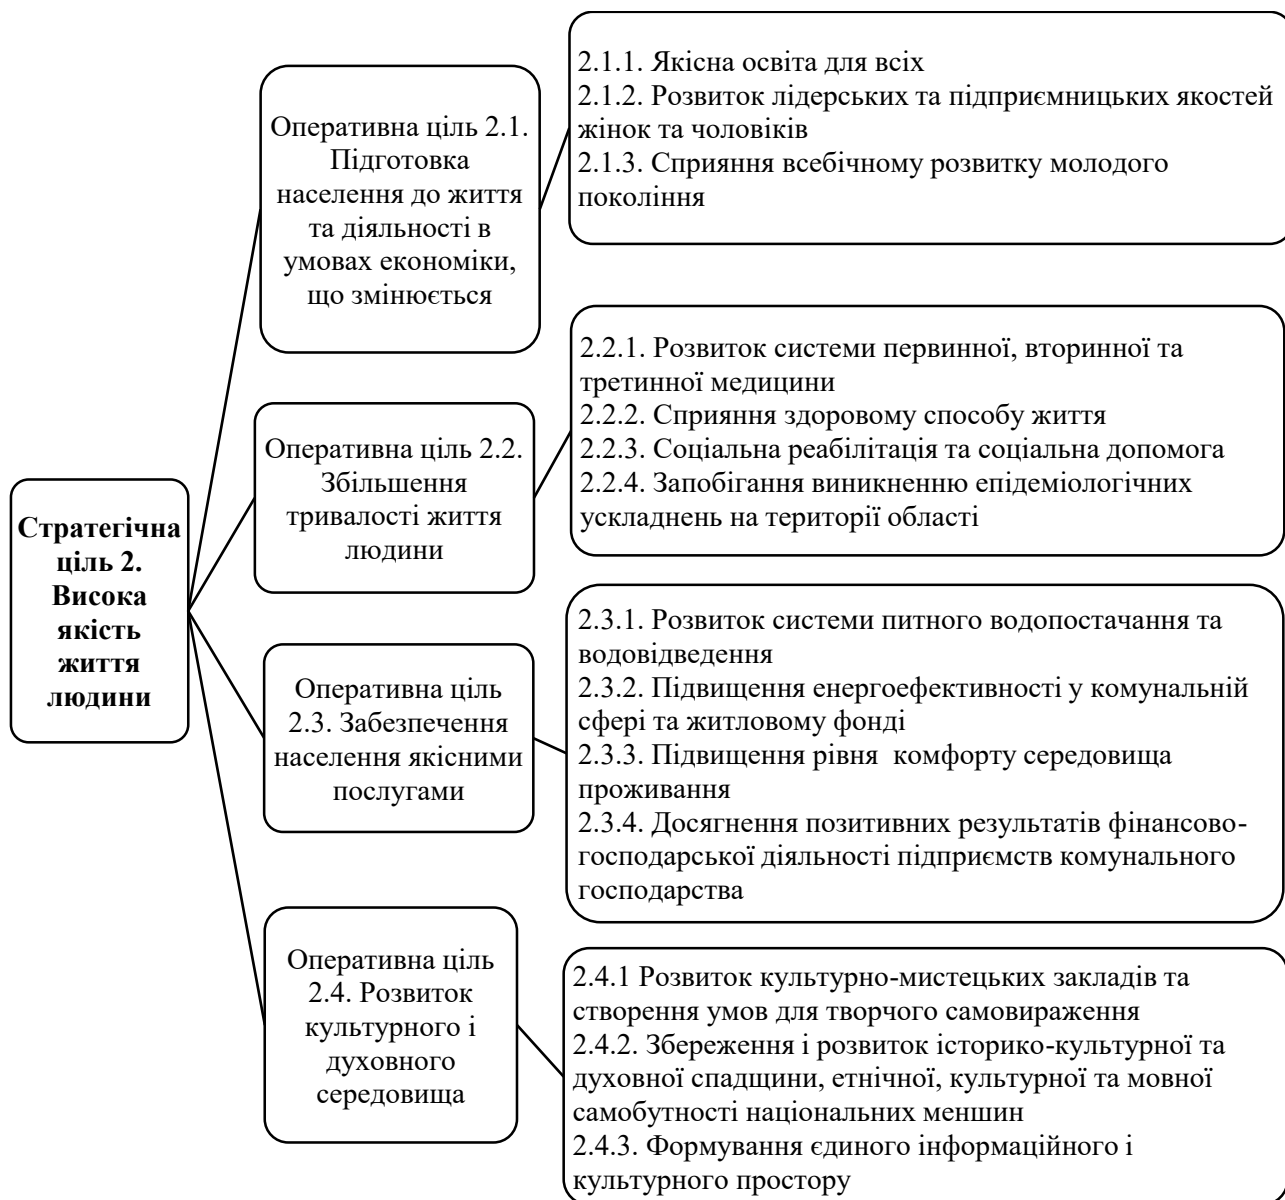 Стратегічна
ціль 2.
Висока
якість
життя
людини
Оперативна ціль 2.1.
Підготовка
населення до життя
та діяльності в
умовах економіки,
що змінюється
2.1.1. Якісна освіта для всіх
2.1.2. Розвиток лідерських та підприємницьких якостей
жінок та чоловіків
2.1.3. Сприяння всебічному розвитку молодого
покоління
Оперативна ціль 2.2.
Збільшення
тривалості життя
людини
2.2.1. Розвиток системи первинної, вторинної та
третинної медицини
2.2.2. Сприяння здоровому способу життя
2.2.3. Соціальна реабілітація та соціальна допомога
2.2.4. Запобігання виникненню епідеміологічних
ускладнень на території області
Оперативна ціль
2.3. Забезпечення
населення якісними
послугами
2.3.1. Розвиток системи питного водопостачання та
водовідведення
2.3.2. Підвищення енергоефективності у комунальній
сфері та житловому фонді
2.3.3. Підвищення рівня  комфорту середовища
проживання
2.3.4. Досягнення позитивних результатів фінансово-
господарської діяльності підприємств комунального
господарства
Оперативна ціль
2.4. Розвиток
культурного і
духовного
середовища
2.4.1 Розвиток культурно-мистецьких закладів та
створення умов для творчого самовираження
2.4.2. Збереження і розвиток історико-культурної та
духовної спадщини, етнічної, культурної та мовної
самобутності національних меншин
2.4.3. Формування єдиного інформаційного і
культурного простору